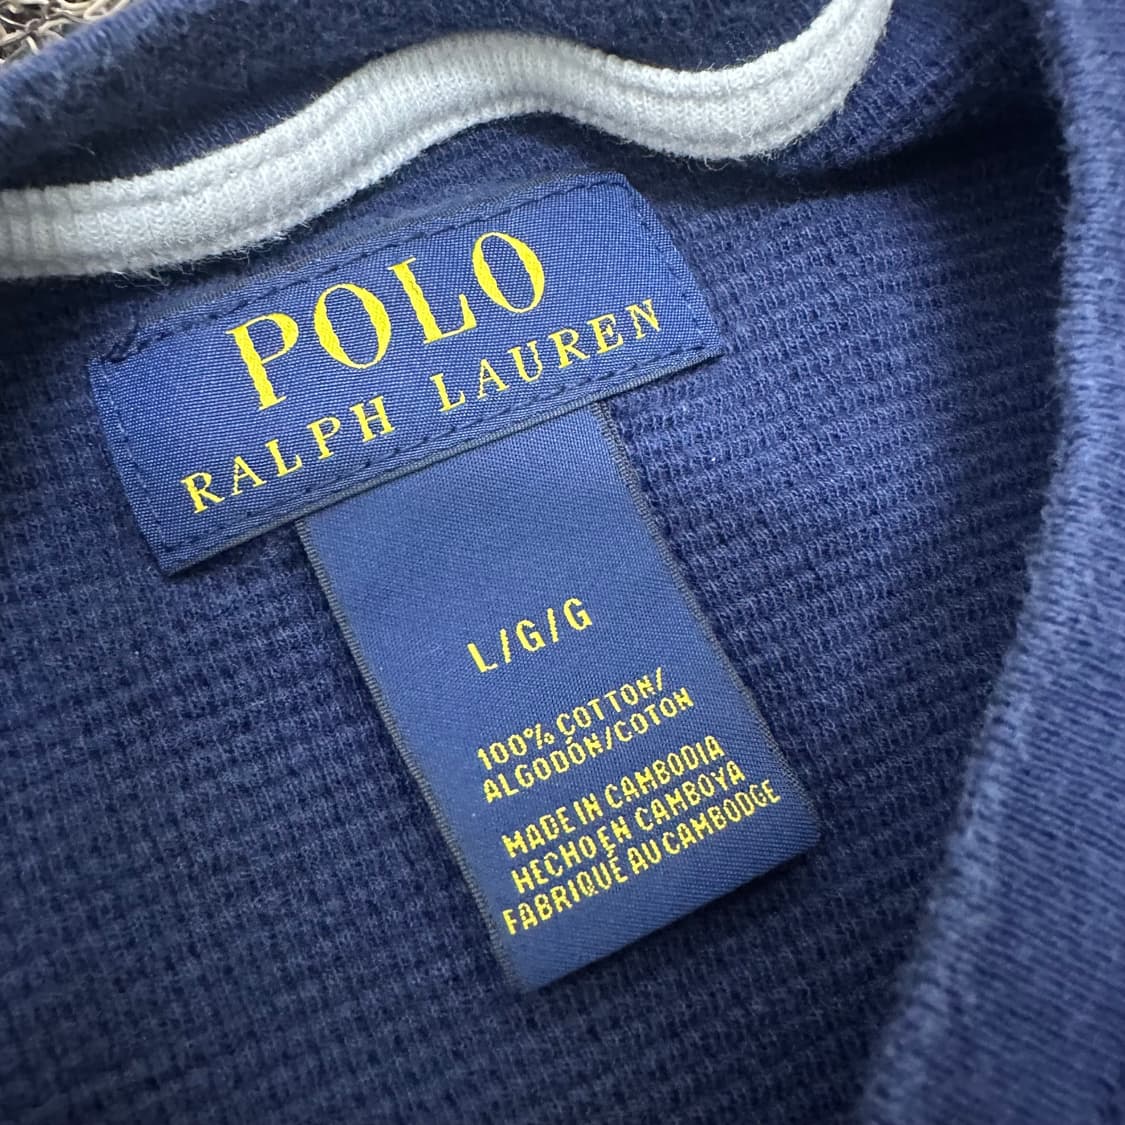 POLO
RALPH LAUREN
L/G/G
100% COTTON/
ALGODÓN/COTON
MADE IN CAMBODIA
HECHO EN CAMBOYA
FABRIQUÉ AU CAMBODGE